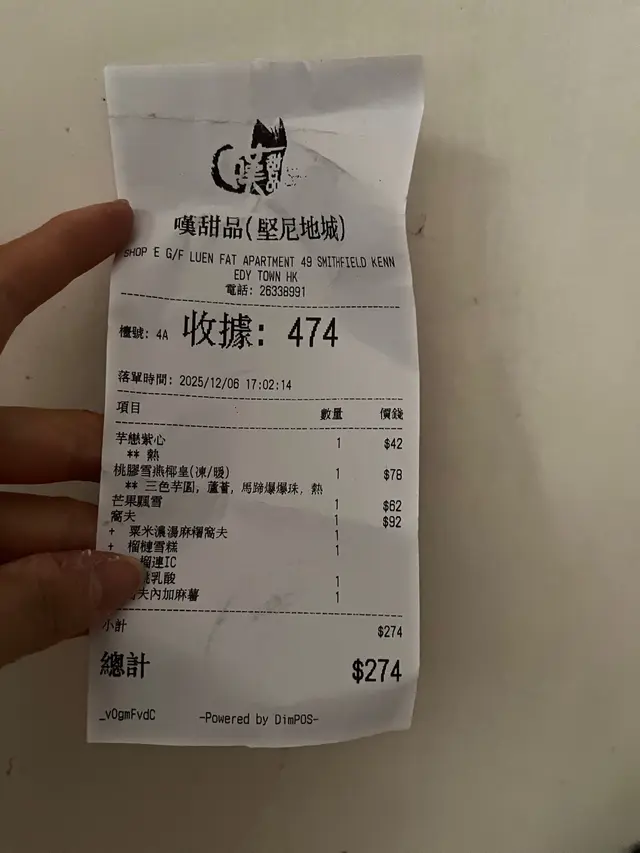 嘆甜品
嘆甜品(堅尼地城)
SHOP E G/F LUEN FAT APARTMENT 49 SMITHFIELD KENN
EDY TOWN HK
電話: 26338991
檯號: 4A 收據: 474
落單時間: 2025/12/06 17:02:14
項目 數量 價錢
芋戀紫心 1 $42
** 熱
桃膠雪燕椰皇(凍/暖) 1 $78
** 三色芋圓, 蘆薈, 馬蹄爆爆珠, 熱
芒果飄雪 1 $62
窩夫 1 $92
+ 粟米濃湯麻糬窩夫 1
+ 榴槤雪糕 1
榴連IC
乳酸 1
夫內加麻薯 1
小計 $274
總計 $274
_vOgmFvdC -Powered by DimPOS-